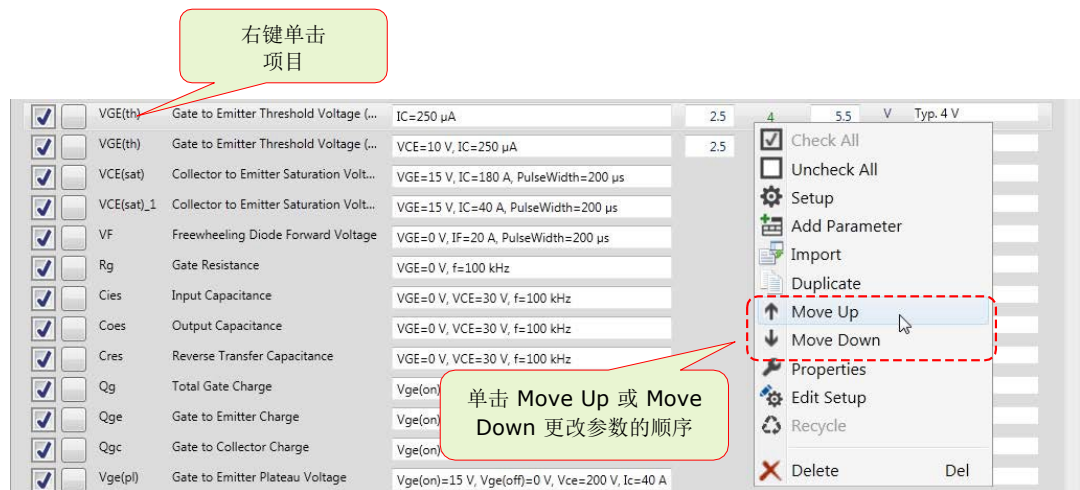 右键单击
项目
VGE(th) Gate to Emitter Threshold Voltage (... IC=250 µA 2.5 4 5.5 V Typ. 4 V
VGE(th) Gate to Emitter Threshold Voltage (... VCE=10 V, IC=250 µA 2.5
VCE(sat) Collector to Emitter Saturation Volt... VGE=15 V, IC=180 A, PulseWidth=200 µs
VCE(sat)_1 Collector to Emitter Saturation Volt... VGE=15 V, IC=40 A, PulseWidth=200 µs
VF Freewheeling Diode Forward Voltage VGE=0 V, IF=20 A, PulseWidth=200 µs
Rg Gate Resistance VGE=0 V, f=100 kHz
Cies Input Capacitance VGE=0 V, VCE=30 V, f=100 kHz
Coes Output Capacitance VGE=0 V, VCE=30 V, f=100 kHz
Cres Reverse Transfer Capacitance VGE=0 V, VCE=30 V, f=100 kHz
Qg Total Gate Charge Vge(on)
Qge Gate to Emitter Charge Vge(on)
Qgc Gate to Collector Charge Vge(on)
Vge(pl) Gate to Emitter Plateau Voltage Vge(on)=15 V, Vge(off)=0 V, Vce=200 V, Ic=40 A
Check All
Uncheck All
Setup
Add Parameter
Import
Duplicate
Move Up
Move Down
Properties
Edit Setup
Recycle
Delete Del
单击 Move Up 或 Move
Down 更改参数的顺序